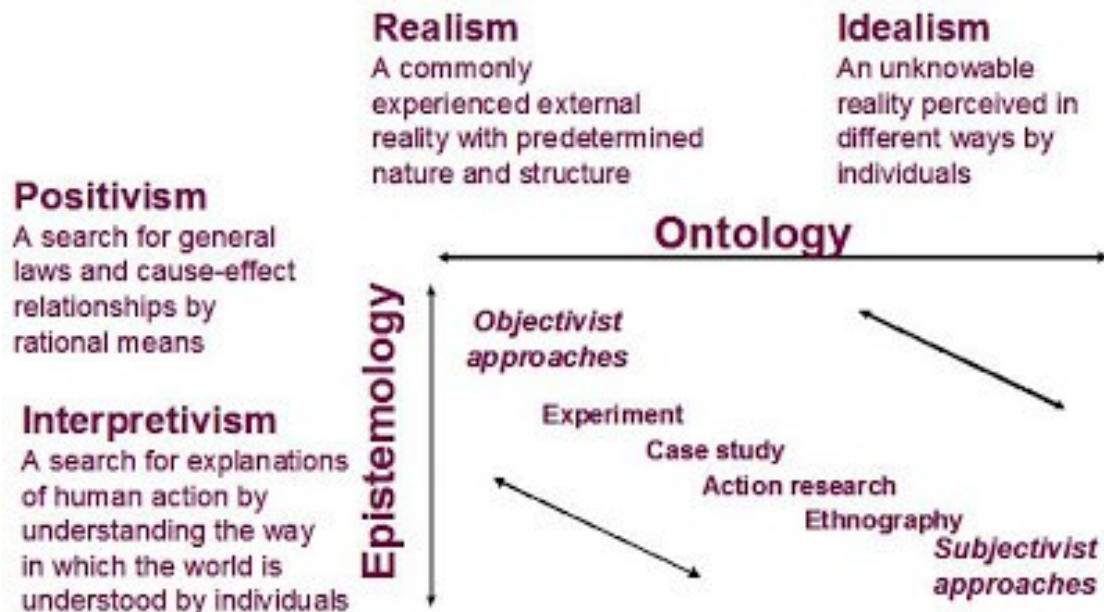 Realism
A commonly
experienced external
reality with predetermined
nature and structure
Idealism
An unknowable
reality perceived in
different ways by
individuals
Positivism
A search for general
laws and cause-effect
relationships by
rational means
Interpretivism
A search for explanations
of human action by
understanding the way
in which the world is
understood by individuals
Ontology
Epistemology
Objectivist
approaches
Experiment
Case study
Action research
Ethnography
Subjectivist
approaches